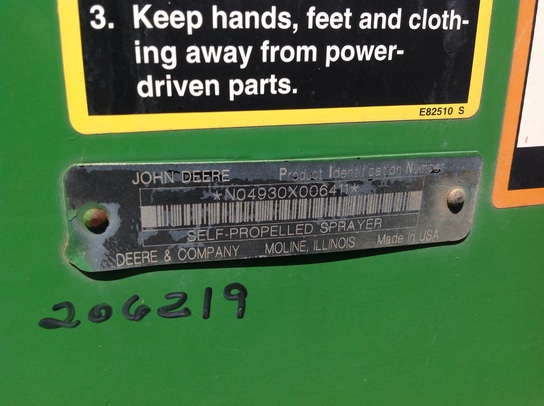 3. Keep hands, feet and cloth-
ing away from power-
driven parts.
E82510 S
JOHN DEERE Product Identification Number
*N04930X006411*
SELF-PROPELLED SPRAYER
DEERE & COMPANY MOLINE, ILLINOIS Made in USA
206219